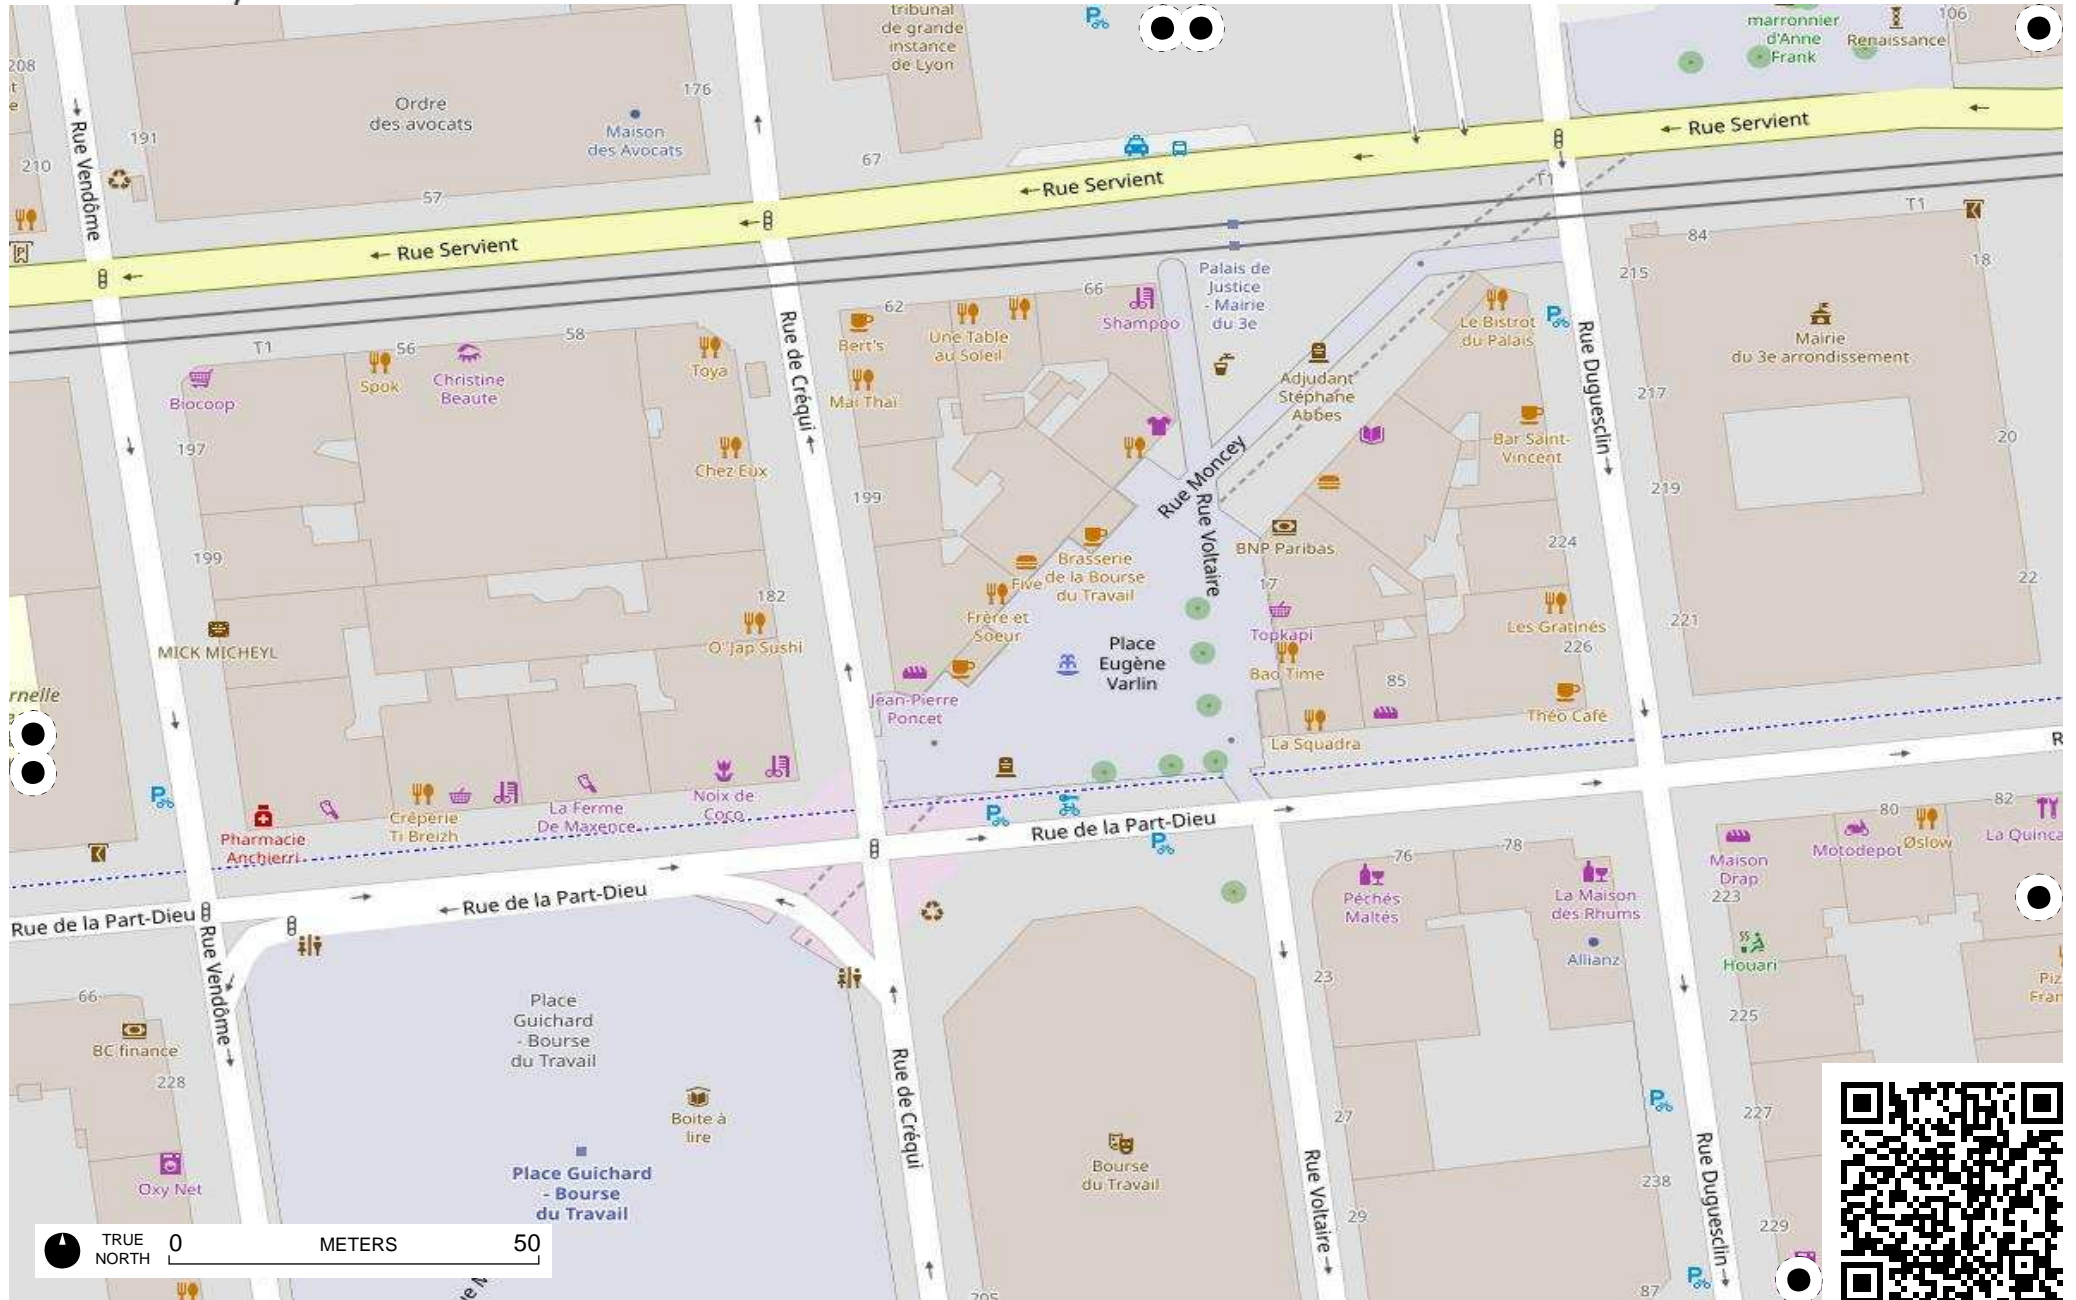 tribunal
de grande
instance
de Lyon
marronnier
d'Anne
Frank
Renaissance
106
208
210
Rue Vendôme
191
Ordre
des avocats
176
Maison
des Avocats
57
67
Rue Servient
Rue Servient
Rue Servient
T1
T1
T1
84
18
215
62
66
Shampoo
Palais de
Justice
- Mairie
du 3e
Bert's
Une Table
au Soleil
Maï Thaï
Rue de Créqui
56
58
Biocoop
Spok
Christine
Beaute
Toya
Chez Eux
197
199
199
Adjudant
Stéphane
Abbes
Le Bistrot
du Palais
Rue Duguesclin
Mairie
du 3e arrondissement
217
20
219
Bar Saint-
Vincent
Rue Moncey
Rue Voltaire
BNP Paribas
224
22
221
17
Topkapi
Les Gratinés
226
Bao Time
85
Théo Café
La Squadra
Brasserie
de la Bourse
du Travail
Five
Frère et
Soeur
Place
Eugène
Varlin
Jean-Pierre
Poncet
182
O' Jap Sushi
MICK MICHEYL
rnelle
Pharmacie
Anchierri
Crêperie
Ti Breizh
La Ferme
De Maxence
Noix de
Coco
Rue de la Part-Dieu
Rue de la Part-Dieu
Rue de la Part-Dieu
R
76
78
80
82
Péchés
Maltés
La Maison
des Rhums
Allianz
Maison
Drap
Motodepot
Øslow
La Quinca
223
Houari
Piz
Fran
23
225
27
227
29
238
229
87
205
66
BC finance
228
Oxy Net
Rue Vendôme
Place
Guichard
- Bourse
du Travail
Boite à
lire
Place Guichard
- Bourse
du Travail
Rue de Créqui
Bourse
du Travail
Rue Voltaire
Rue Duguesclin
TRUE
NORTH
0 METERS 50